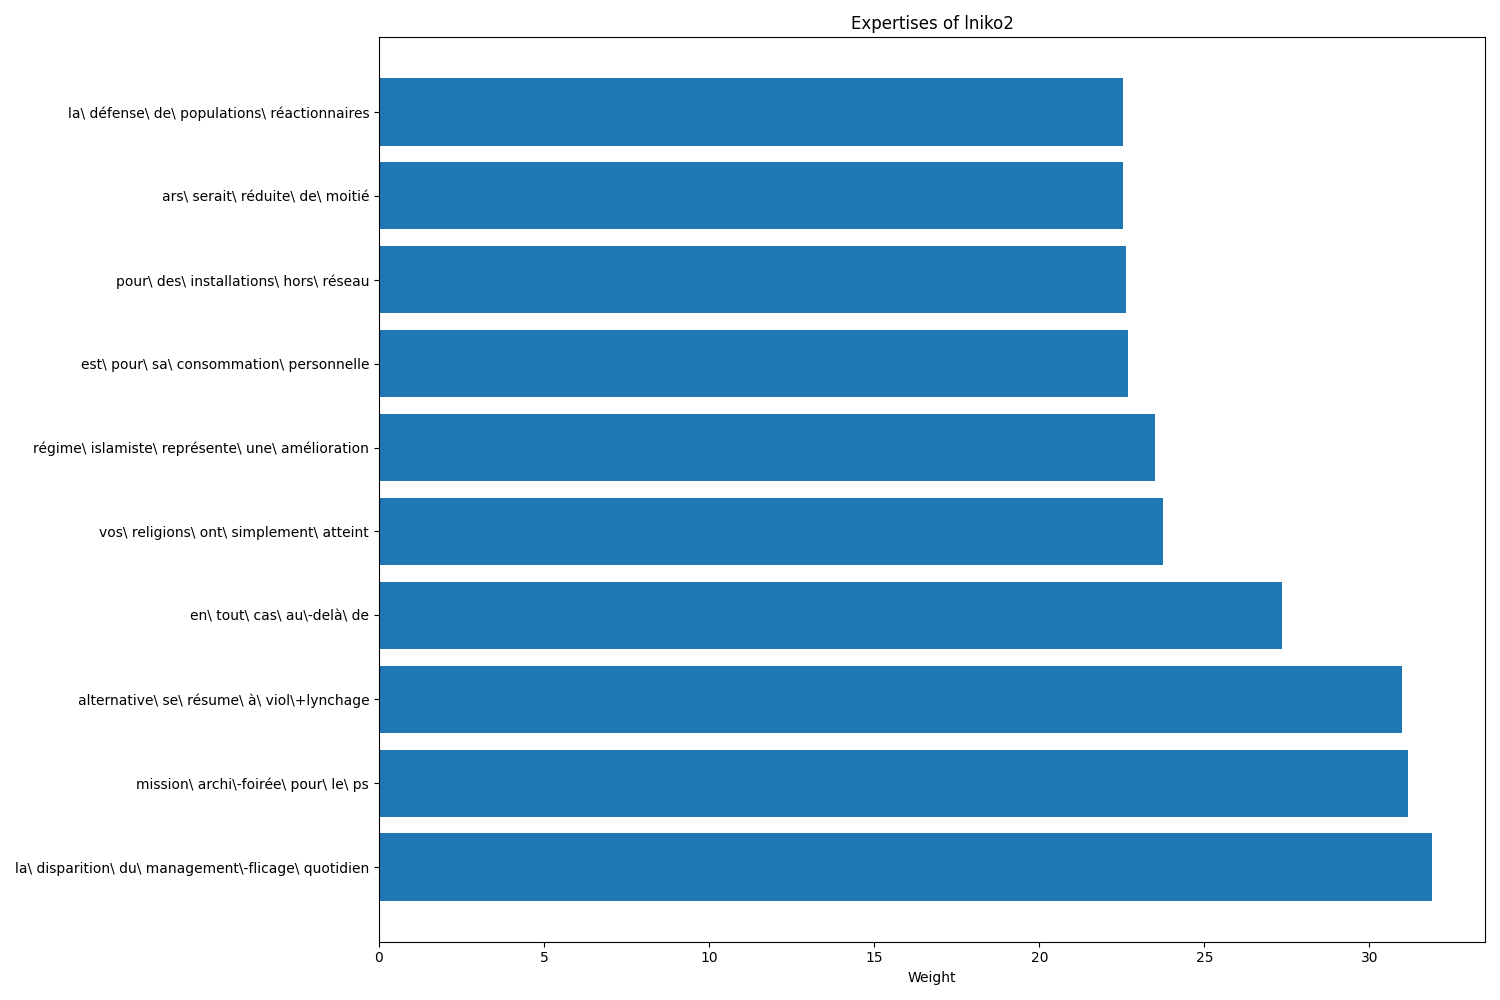 Expertises of lniko2
la\ défense\ de\ populations\ réactionnaires
ars\ serait\ réduite\ de\ moitié
pour\ des\ installations\ hors\ réseau
est\ pour\ sa\ consommation\ personnelle
régime\ islamiste\ représente\ une\ amélioration
vos\ religions\ ont\ simplement\ atteint
en\ tout\ cas\ au\-delà\ de
alternative\ se\ résume\ à\ viol\+lynchage
mission\ archi\-foirée\ pour\ le\ ps
la\ disparition\ du\ management\-flicage\ quotidien
0 5 10 15 20 25 30
Weight